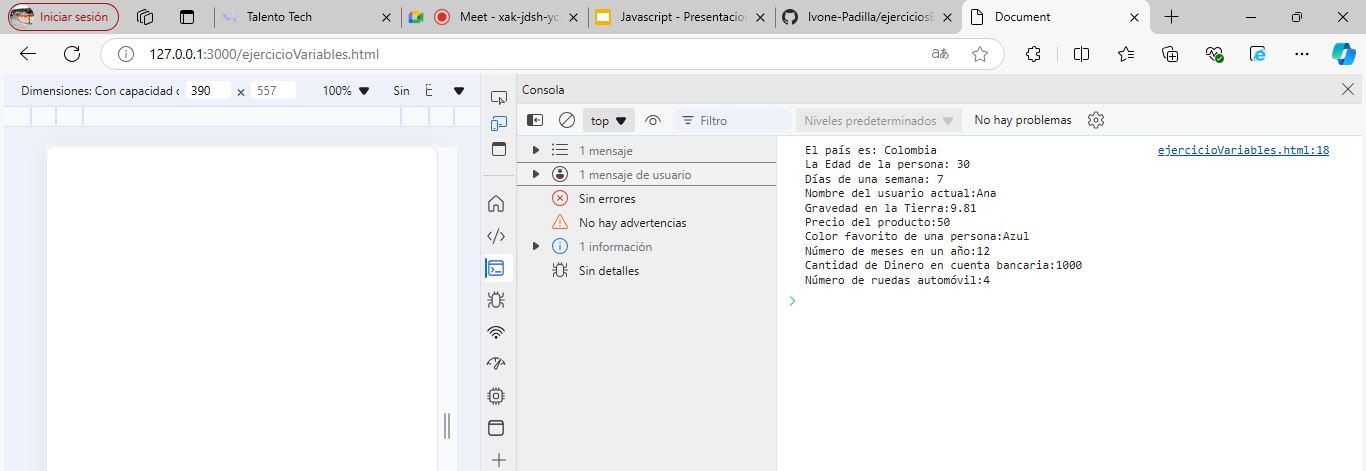 Iniciar sesión
Talento Tech
Meet - xak-jdsh-yc
Javascript - Presentacion
Ivone-Padilla/ejerciciosE
Document
127.0.0.1:3000/ejercicioVariables.html
Dimensiones: Con capacidad d 390 x 557 100% Sin
Consola
top Filtro Niveles predeterminados No hay problemas
1 mensaje
1 mensaje de usuario
Sin errores
No hay advertencias
1 información
Sin detalles
El país es: Colombia ejercicioVariables.html:18
La Edad de la persona: 30
Días de una semana: 7
Nombre del usuario actual:Ana
Gravedad en la Tierra:9.81
Precio del producto:50
Color favorito de una persona:Azul
Número de meses en un año:12
Cantidad de Dinero en cuenta bancaria:1000
Número de ruedas automóvil:4